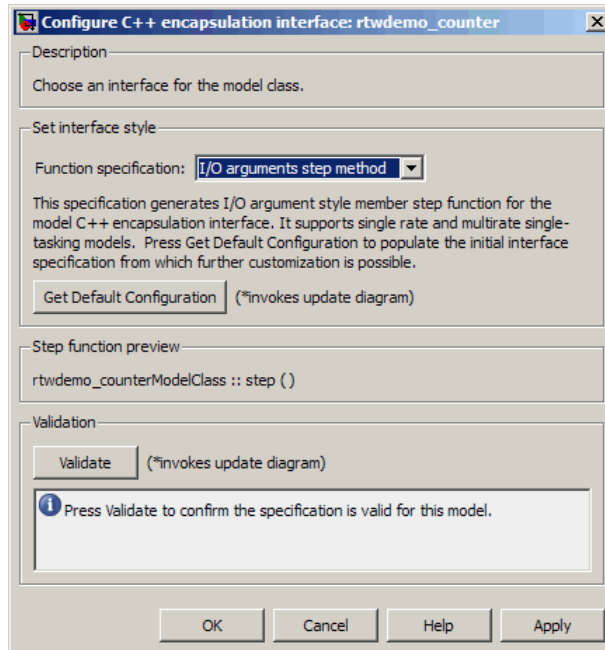 Configure C++ encapsulation interface: rtwdemo_counter
Description
Choose an interface for the model class.
Set interface style
Function specification: I/O arguments step method
This specification generates I/O argument style member step function for the
model C++ encapsulation interface. It supports single rate and multirate single-
tasking models. Press Get Default Configuration to populate the initial interface
specification from which further customization is possible.
Get Default Configuration (*invokes update diagram)
Step function preview
rtwdemo_counterModelClass :: step ( )
Validation
Validate (*invokes update diagram)
Press Validate to confirm the specification is valid for this model.
OK Cancel Help Apply